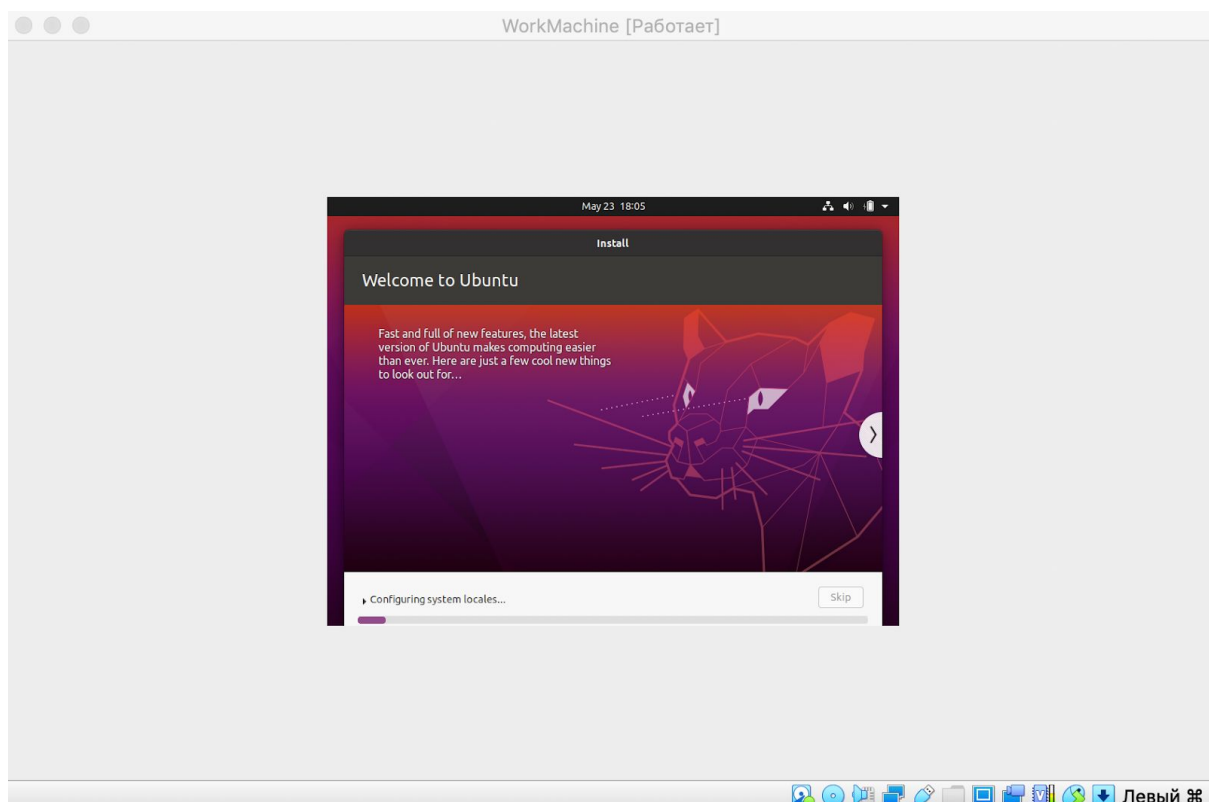 WorkMachine [Работает]
May 23 18:05
Install
Welcome to Ubuntu
Fast and full of new features, the latest
version of Ubuntu makes computing easier
than ever. Here are just a few cool new things
to look out for...
Configuring system locales...
Skip
Левый ⌘